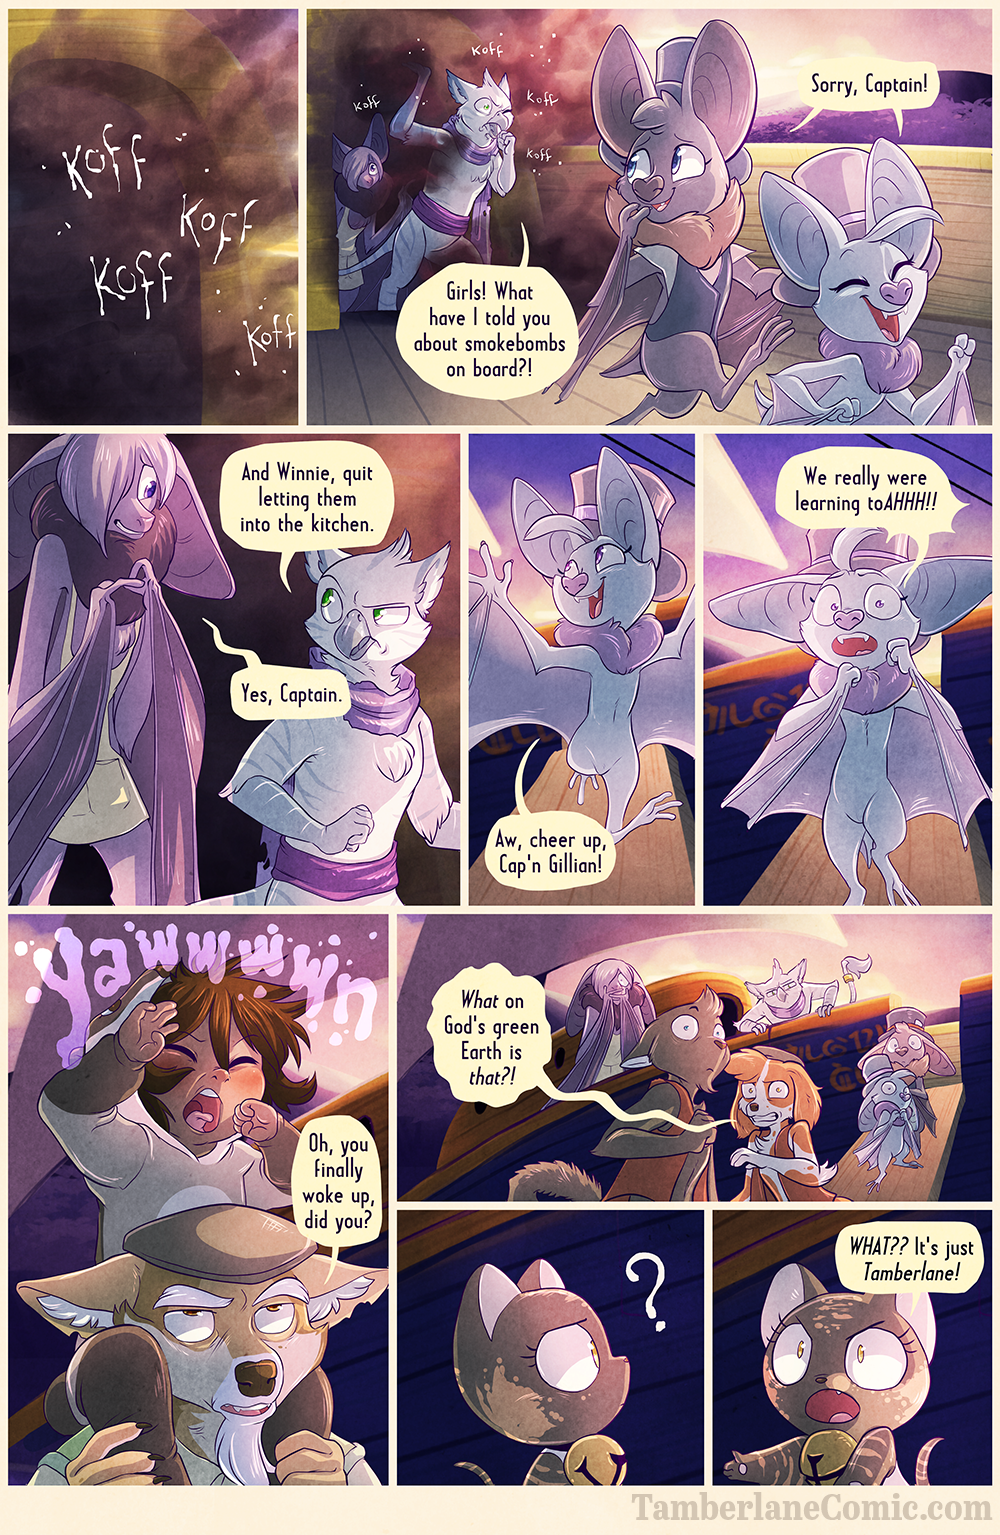 Koff
Koff
Koff
Koff
Koff
Koff
Koff
Koff
Sorry, Captain!
Girls! What
have I told you
about smokebombs
on board?!
And Winnie, quit
letting them
into the kitchen.
Yes, Captain.
Aw, cheer up,
Cap'n Gillian!
We really were
learning toAHHH!!
yawwwwn
Oh, you
finally
woke up,
did you?
What on
God's green
Earth is
that?!
?
WHAT?? It's just
Tamberlane!
TamberlaneComic.com